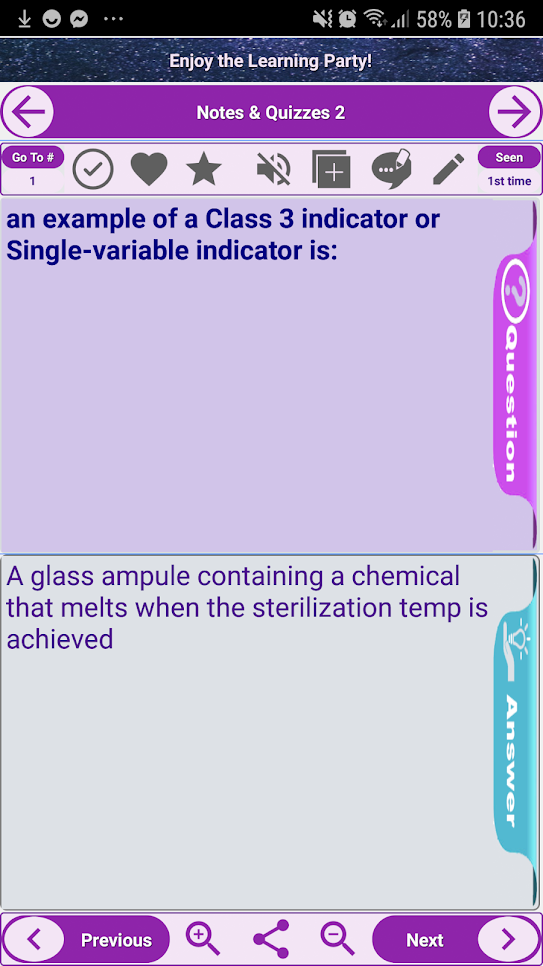 58% 10:36
Enjoy the Learning Party!
Notes & Quizzes 2
Go To #
1
Seen
1st time
an example of a Class 3 indicator or
Single-variable indicator is:
Question
A glass ampule containing a chemical
that melts when the sterilization temp is
achieved
Answer
Previous
Next